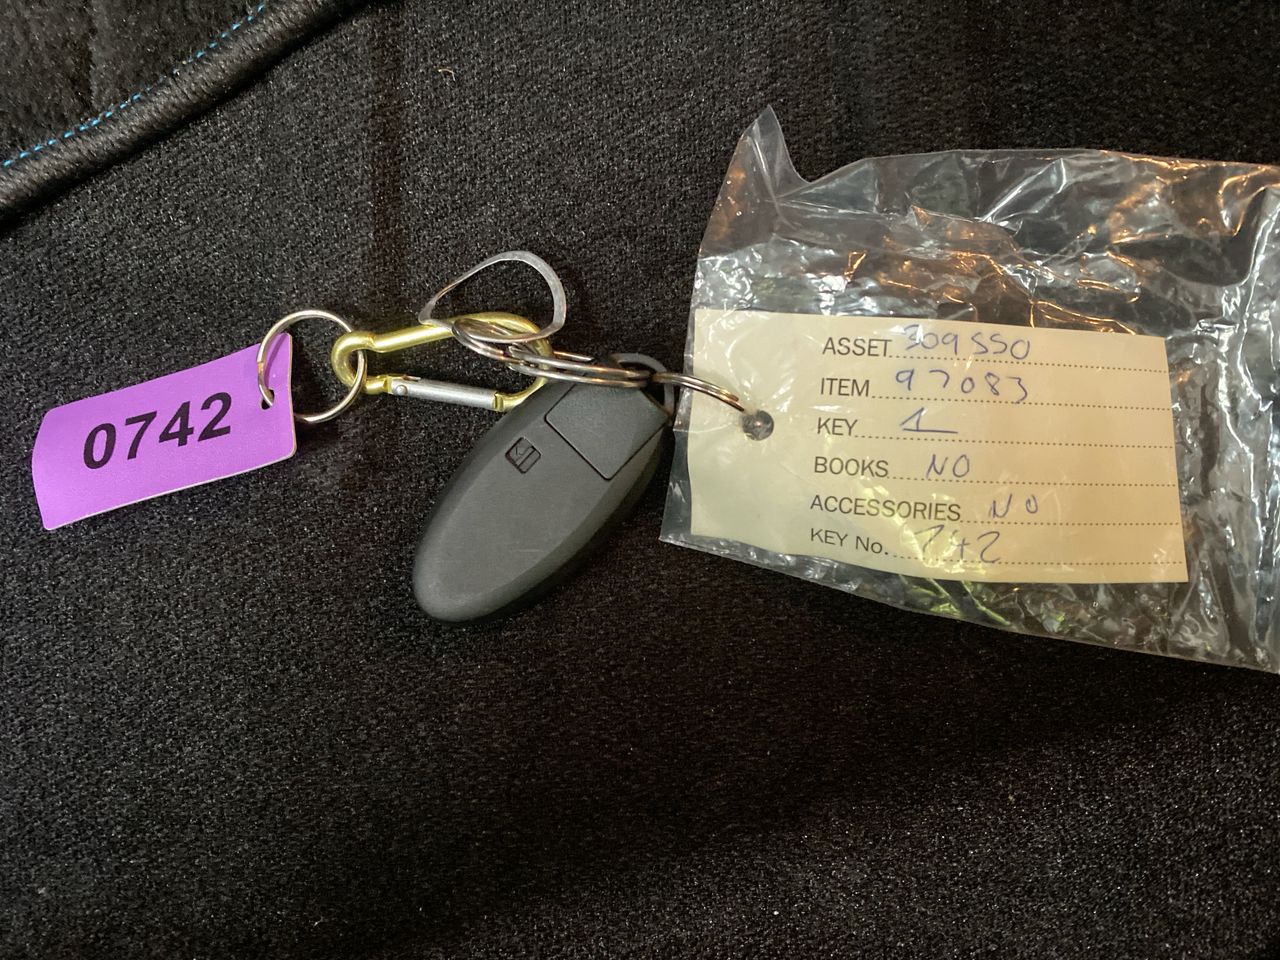 0742
ASSET 309550
ITEM 97083
KEY 1
BOOKS NO
ACCESSORIES NO
KEY No. 742